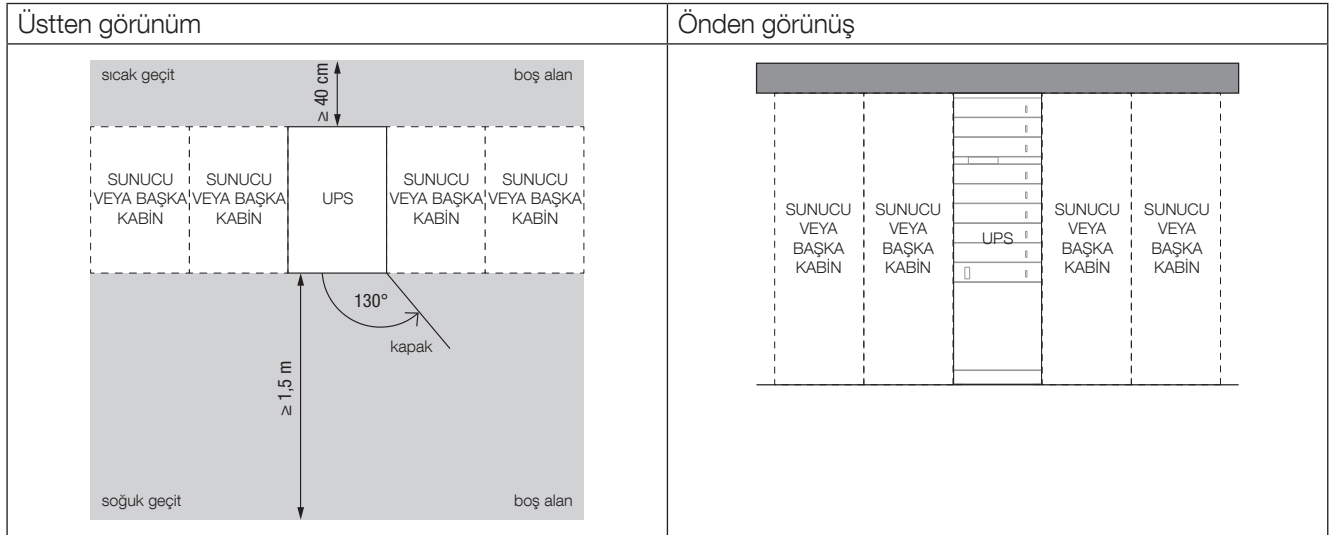 Üstten görünüm
Önden görünüş
sıcak geçit
≥ 40 cm
boş alan
SUNUCU
VEYA BAŞKA
KABİN
SUNUCU
VEYA BAŞKA
KABİN
UPS
SUNUCU
VEYA BAŞKA
KABİN
SUNUCU
VEYA BAŞKA
KABİN
130°
kapak
≥ 1,5 m
soğuk geçit
boş alan
SUNUCU
VEYA
BAŞKA
KABİN
SUNUCU
VEYA
BAŞKA
KABİN
UPS
SUNUCU
VEYA
BAŞKA
KABİN
SUNUCU
VEYA
BAŞKA
KABİN